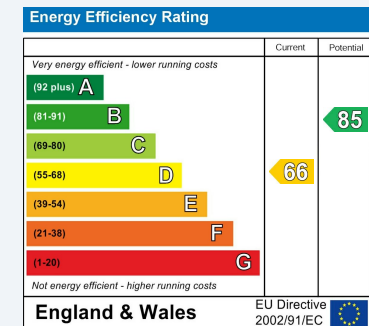 Energy Efficiency Rating
Current Potential
Very energy efficient - lower running costs
(92 plus) A
(81-91) B
85
(69-80) C
(55-68) D
66
(39-54) E
(21-38) F
(1-20) G
Not energy efficient - higher running costs
England & Wales
EU Directive
2002/91/EC